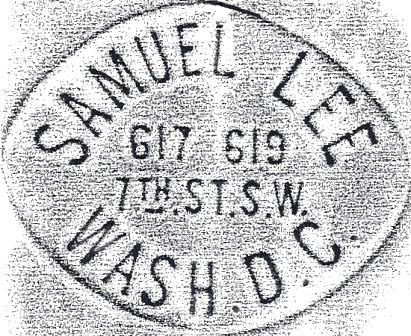 SAMUEL LEE
617 619
7TH.ST.S.W.
WASH.D.C.